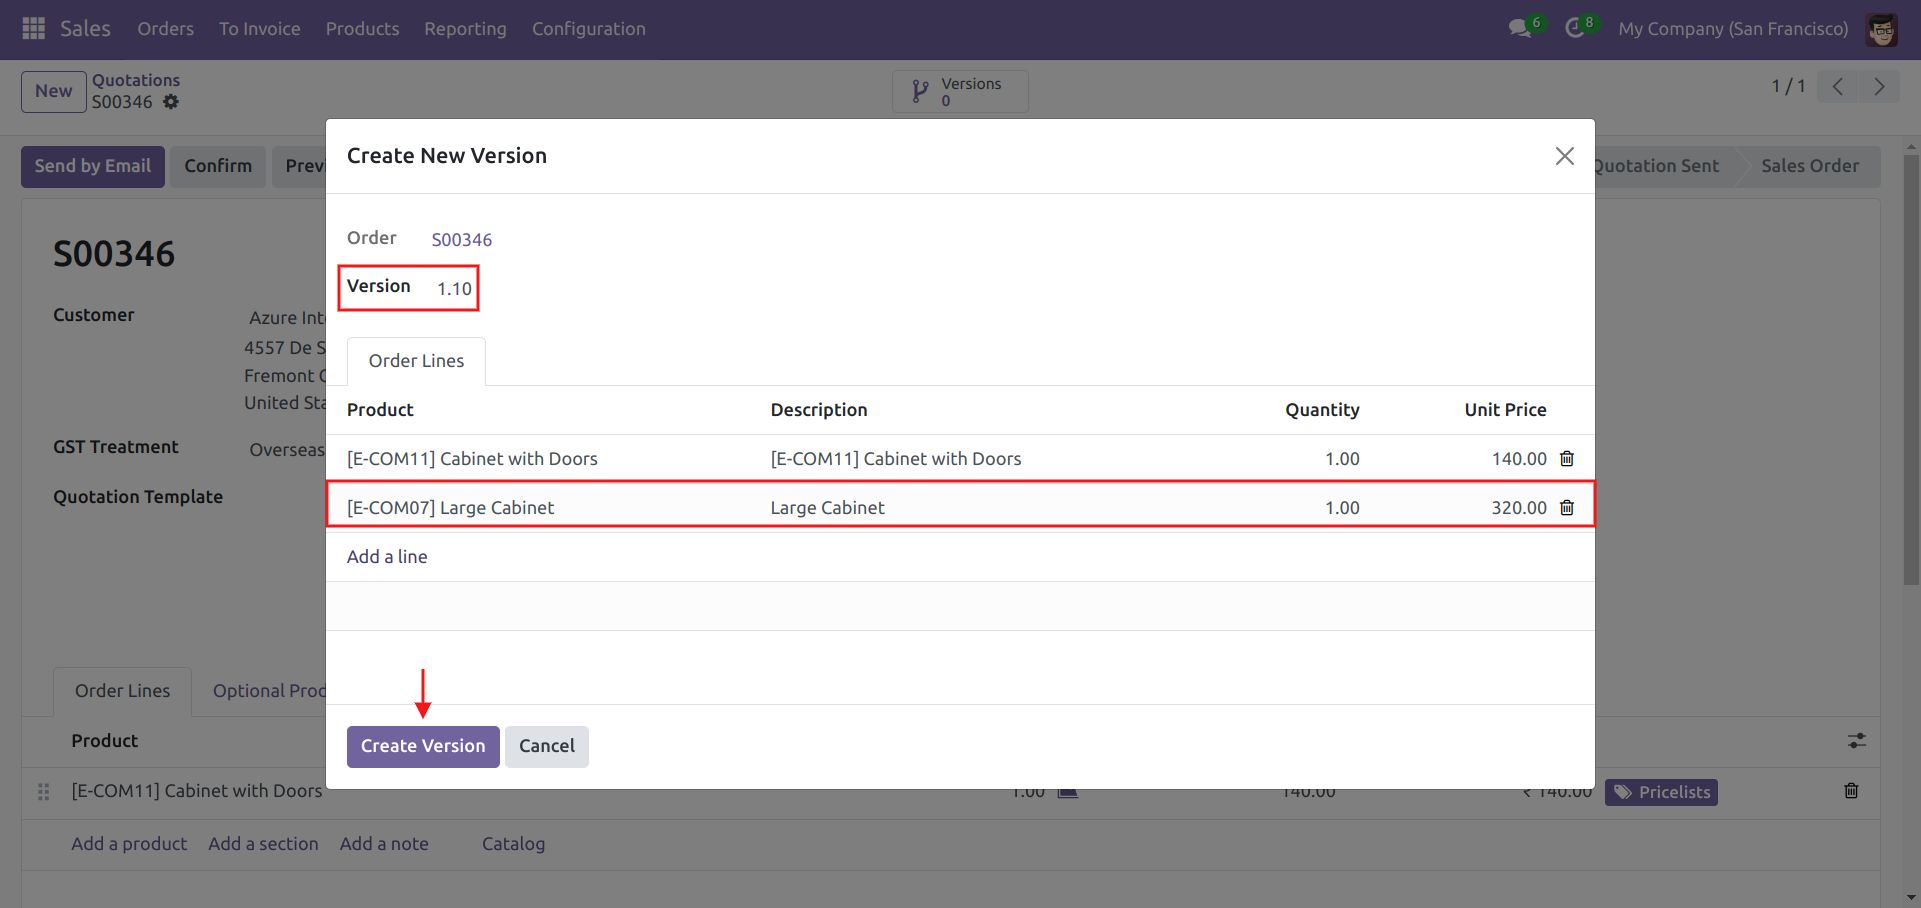 Sales Orders To Invoice Products Reporting Configuration 6 8 My Company (San Francisco)
New Quotations
S00346
Versions
0
1 / 1
Create New Version
Send by Email Confirm Previ
Quotation Sent Sales Order
Order S00346
S00346
Version 1.10
Customer Azure Inte
4557 De S
Fremont C
United Sta
GST Treatment Overseas
Quotation Template
Order Lines
Product Description Quantity Unit Price
[E-COM11] Cabinet with Doors [E-COM11] Cabinet with Doors 1.00 140.00
[E-COM07] Large Cabinet Large Cabinet 1.00 320.00
Add a line
Create Version Cancel
Order Lines Optional Prod
Product
[E-COM11] Cabinet with Doors 1.00 140.00 ₹ 140.00 Pricelists
Add a product Add a section Add a note Catalog